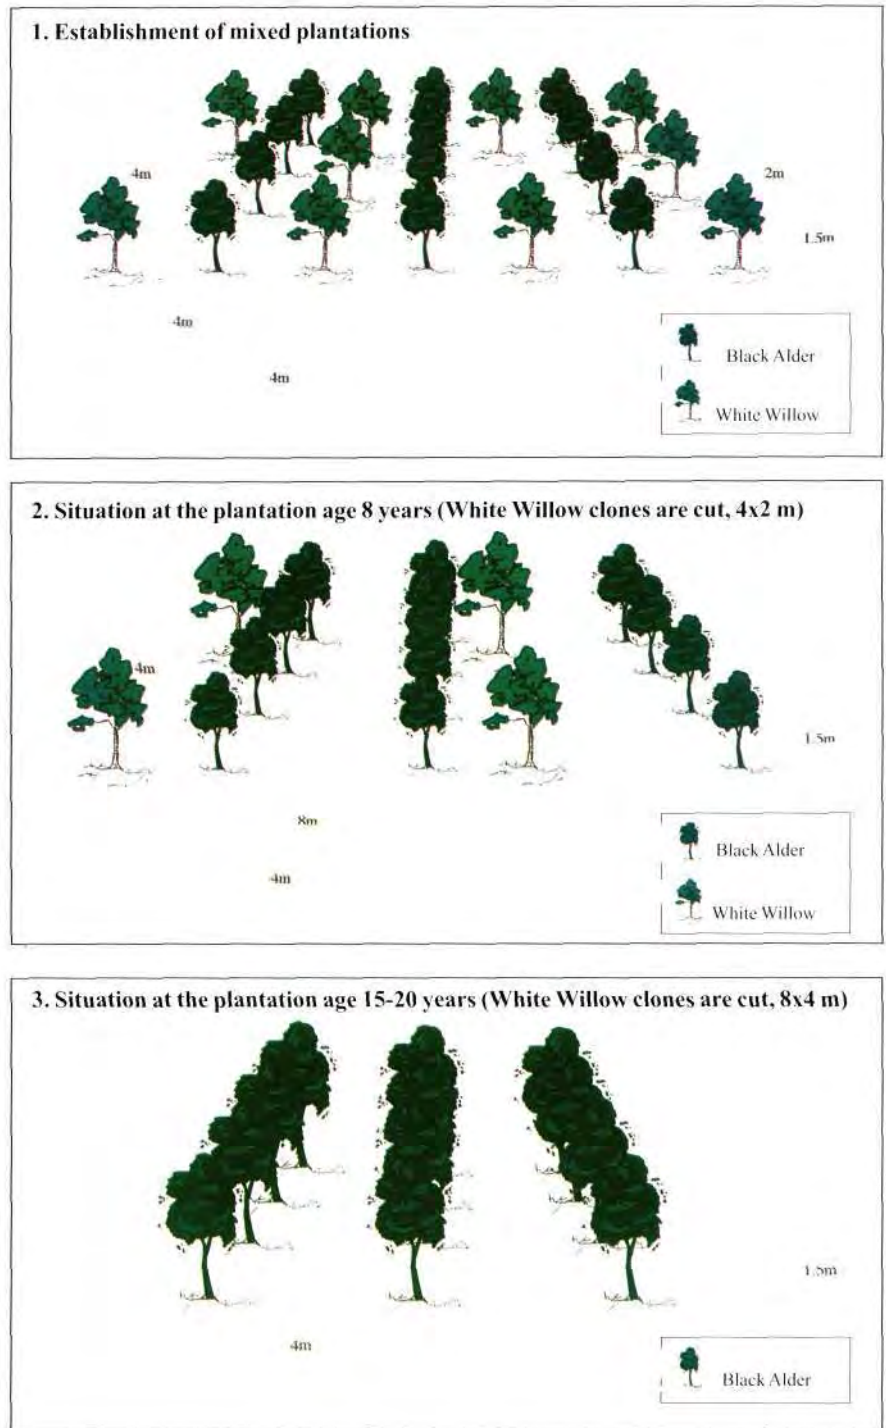 1. Establishment of mixed plantations
4m
2m
1.5m
4m
4m
Black Alder
White Willow
2. Situation at the plantation age 8 years (White Willow clones are cut, 4x2 m)
4m
1.5m
8m
4m
Black Alder
White Willow
3. Situation at the plantation age 15-20 years (White Willow clones are cut, 8x4 m)
1.5m
4m
Black Alder